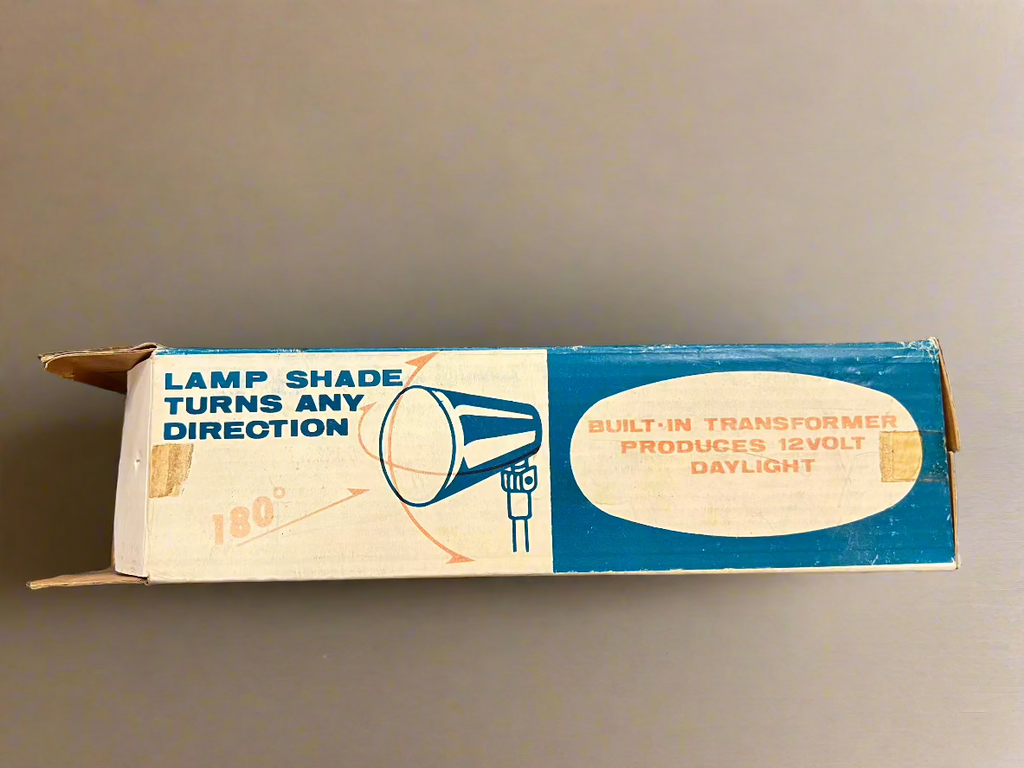 LAMP SHADE
TURNS ANY
DIRECTION
180°
BUILT-IN TRANSFORMER
PRODUCES 12VOLT
DAYLIGHT